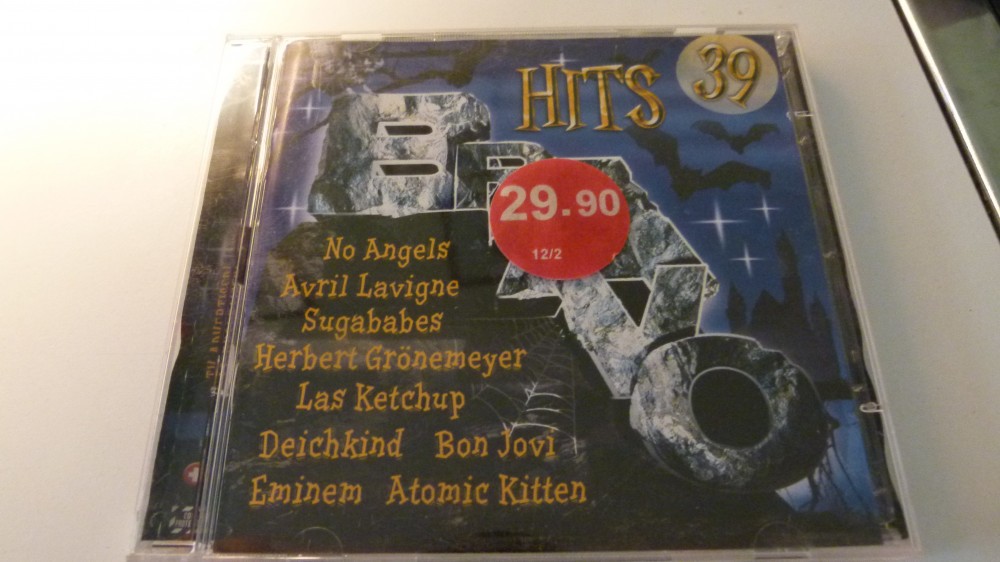 HITS 39
BRAVO
29.90
12/2
No Angels
Avril Lavigne
Sugababes
Herbert Grönemeyer
Las Ketchup
Deichkind Bon Jovi
Eminem Atomic Kitten